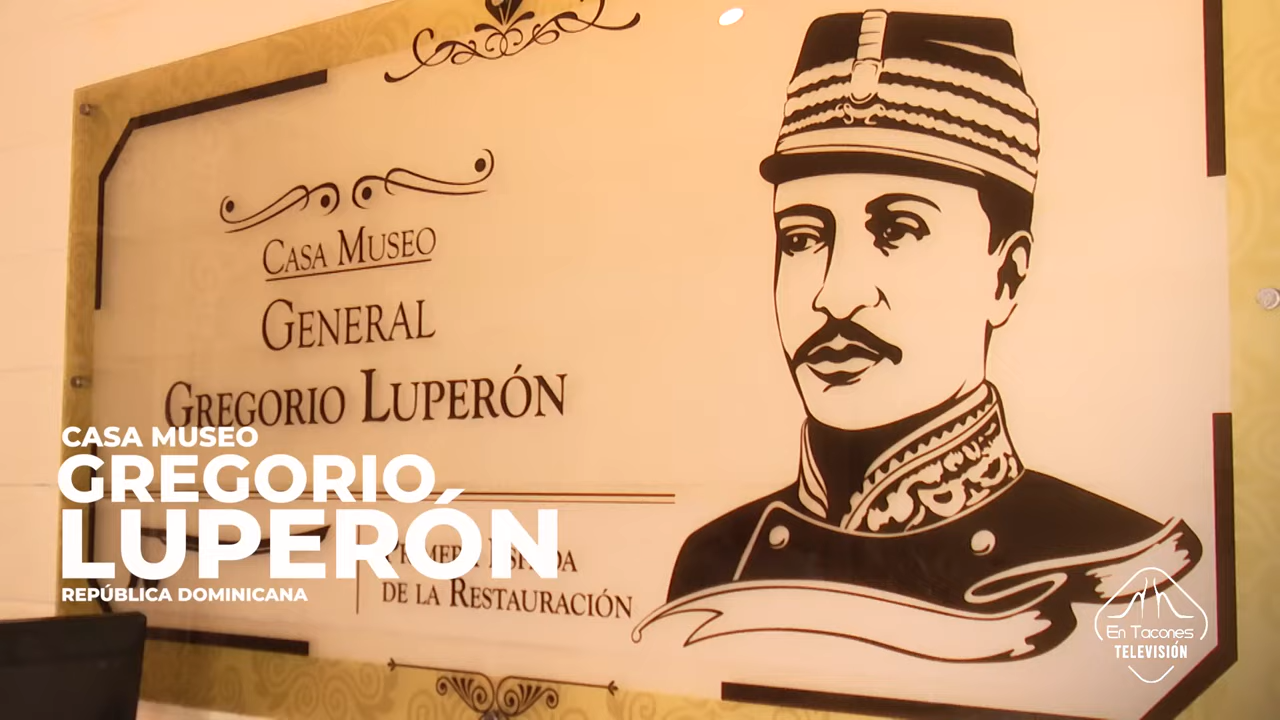 CASA MUSEO
GENERAL
GREGORIO LUPERÓN
CASA MUSEO
GREGORIO
LUPERÓN
REPÚBLICA DOMINICANA
DE LA RESTAURACIÓN
En Tacones
TELEVISIÓN